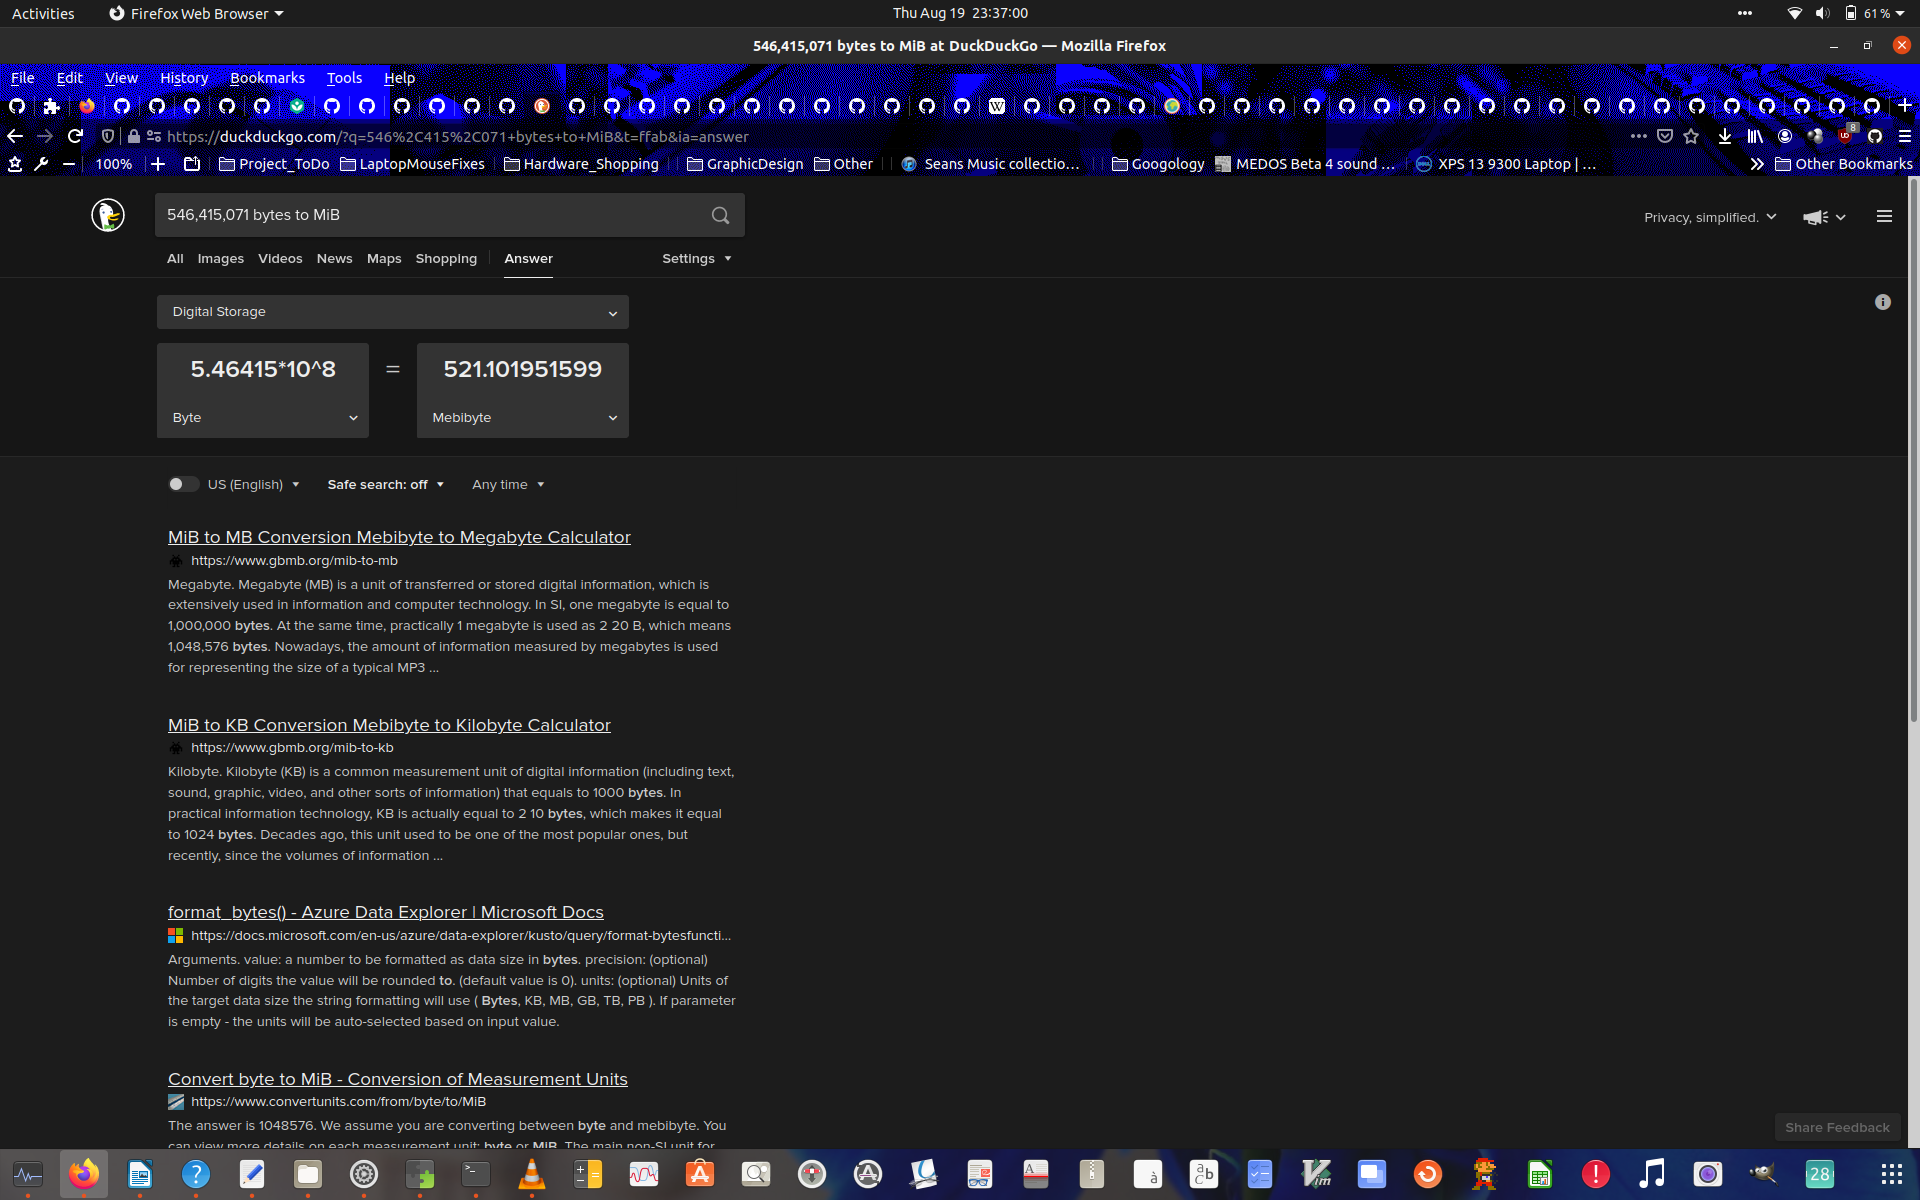 Activities Firefox Web Browser Thu Aug 19 23:37:00 61 %
546,415,071 bytes to MiB at DuckDuckGo — Mozilla Firefox
File Edit View History Bookmarks Tools Help
https://duckduckgo.com/?q=546%2C415%2C071+bytes+to+MiB&t=ffab&ia=answer 8
100% Project_ToDo LaptopMouseFixes Hardware_Shopping GraphicDesign Other Seans Music collectio… Googology MEDOS Beta 4 sound … XPS 13 9300 Laptop | … Other Bookmarks
546,415,071 bytes to MiB
Privacy, simplified.
All Images Videos News Maps Shopping Answer Settings
Digital Storage
5.46415*10^8 = 521.101951599
Byte Mebibyte
US (English) Safe search: off Any time
MiB to MB Conversion Mebibyte to Megabyte Calculator
https://www.gbmb.org/mib-to-mb
Megabyte. Megabyte (MB) is a unit of transferred or stored digital information, which is
extensively used in information and computer technology. In SI, one megabyte is equal to
1,000,000 bytes. At the same time, practically 1 megabyte is used as 2 20 B, which means
1,048,576 bytes. Nowadays, the amount of information measured by megabytes is used
for representing the size of a typical MP3 ...
MiB to KB Conversion Mebibyte to Kilobyte Calculator
https://www.gbmb.org/mib-to-kb
Kilobyte. Kilobyte (KB) is a common measurement unit of digital information (including text,
sound, graphic, video, and other sorts of information) that equals to 1000 bytes. In
practical information technology, KB is actually equal to 2 10 bytes, which makes it equal
to 1024 bytes. Decades ago, this unit used to be one of the most popular ones, but
recently, since the volumes of information ...
format_bytes() - Azure Data Explorer | Microsoft Docs
https://docs.microsoft.com/en-us/azure/data-explorer/kusto/query/format-bytesfuncti...
Arguments. value: a number to be formatted as data size in bytes. precision: (optional)
Number of digits the value will be rounded to. (default value is 0). units: (optional) Units of
the target data size the string formatting will use ( Bytes, KB, MB, GB, TB, PB ). If parameter
is empty - the units will be auto-selected based on input value.
Convert byte to MiB - Conversion of Measurement Units
https://www.convertunits.com/from/byte/to/MiB
The answer is 1048576. We assume you are converting between byte and mebibyte. You
can view more details on each measurement unit: byte or MiB. The main non-SI unit for
Share Feedback
28